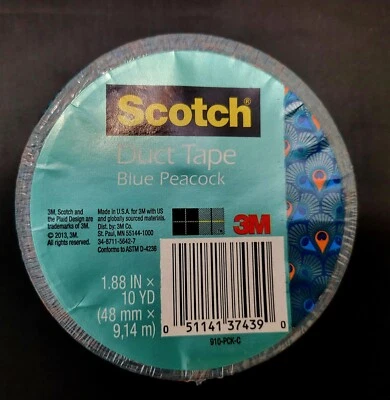 Scotch®
Duct Tape
Blue Peacock
3M, Scotch and
the Plaid Design are
trademarks of 3M.
© 2013, 3M.
All rights reserved.
Made in U.S.A. for 3M with US
and globally sourced materials.
Dist. by: 3M Co.
St. Paul, MN 55144-1000
34-8711-5642-7
Conforms to ASTM D-4239
3M
1.88 IN ×
10 YD
(48 mm ×
9,14 m)
0 51141 37439 0
910-PCK-C